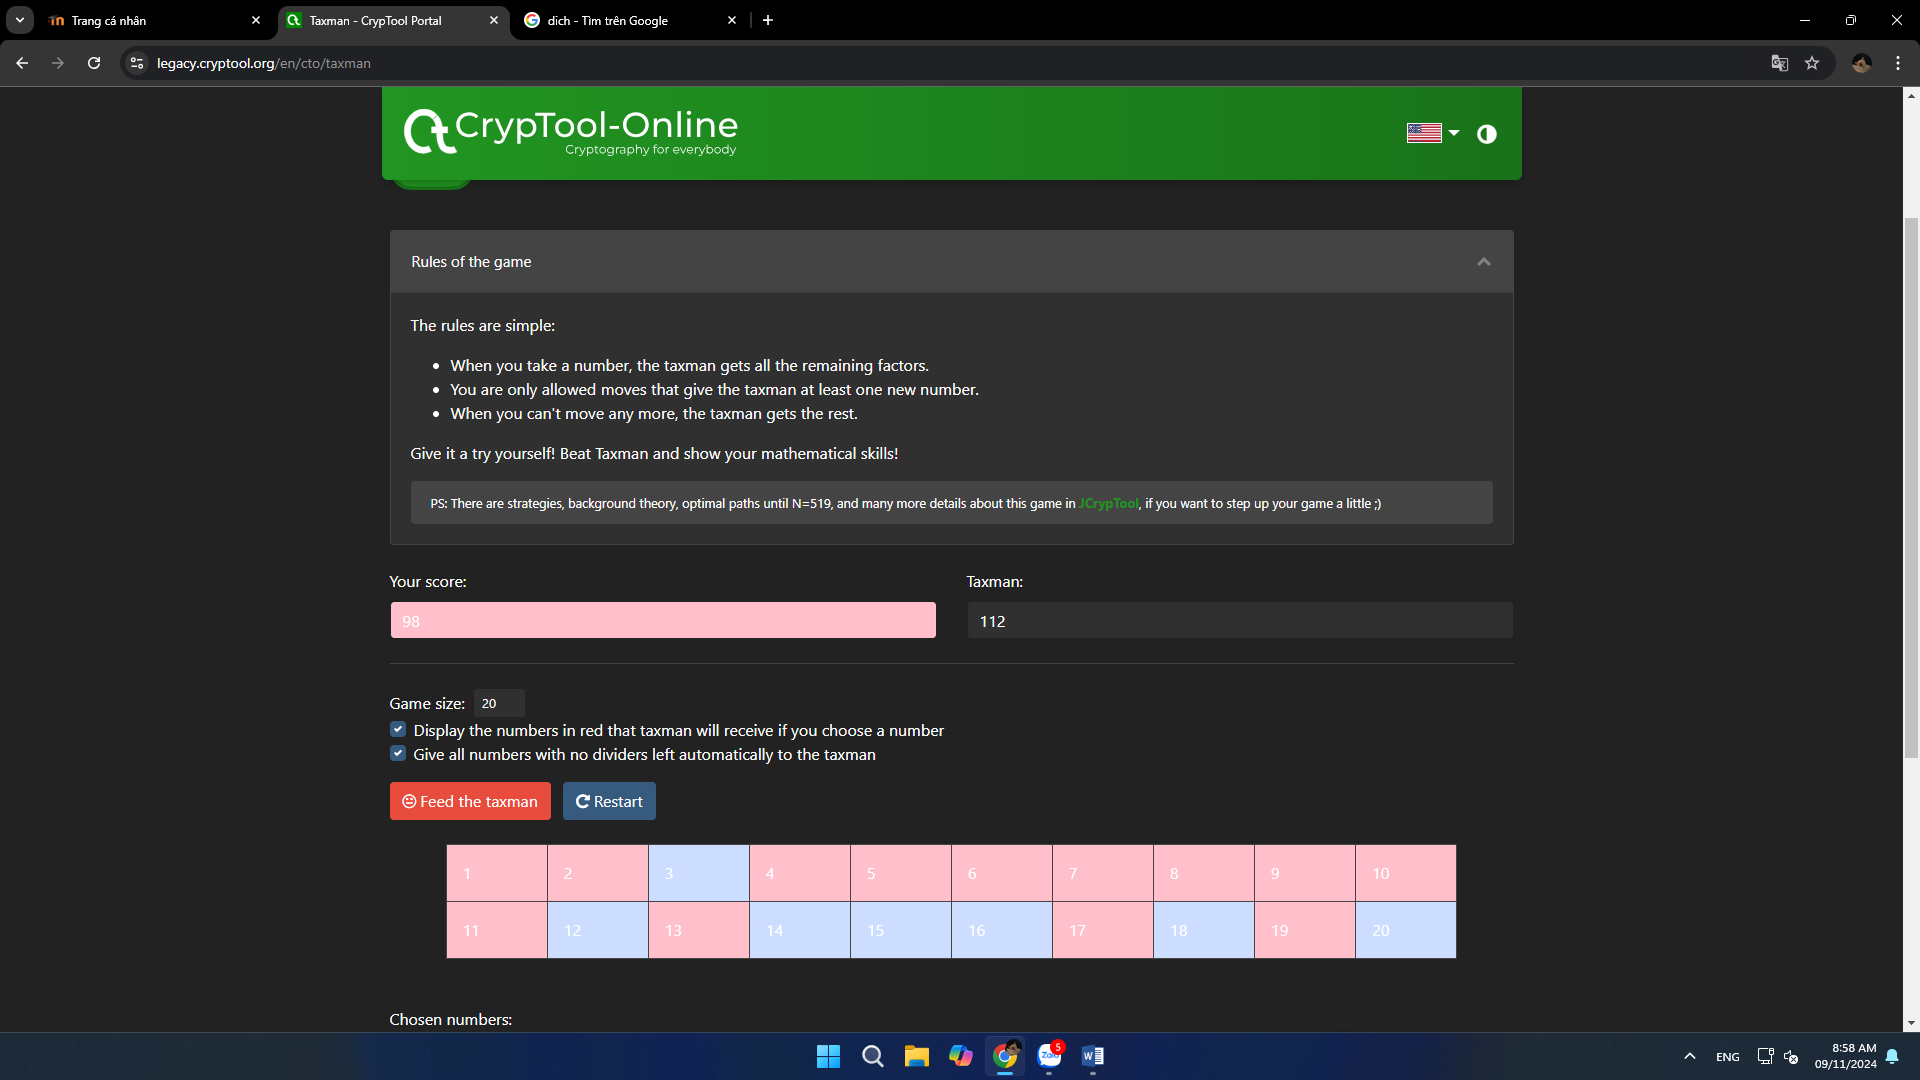 Trang cá nhân
Taxman - CrypTool Portal
dich - Tìm trên Google
legacy.cryptool.org/en/cto/taxman
CrypTool-Online
Cryptography for everybody
Rules of the game
The rules are simple:
• When you take a number, the taxman gets all the remaining factors.
• You are only allowed moves that give the taxman at least one new number.
• When you can't move any more, the taxman gets the rest.
Give it a try yourself! Beat Taxman and show your mathematical skills!
PS: There are strategies, background theory, optimal paths until N=519, and many more details about this game in JCrypTool, if you want to step up your game a little ;)
Your score: Taxman:
98 112
Game size: 20
Display the numbers in red that taxman will receive if you choose a number
Give all numbers with no dividers left automatically to the taxman
Feed the taxman Restart
1 2 3 4 5 6 7 8 9 10
11 12 13 14 15 16 17 18 19 20
Chosen numbers:
Zalo 5
ENG
8:58 AM
09/11/2024